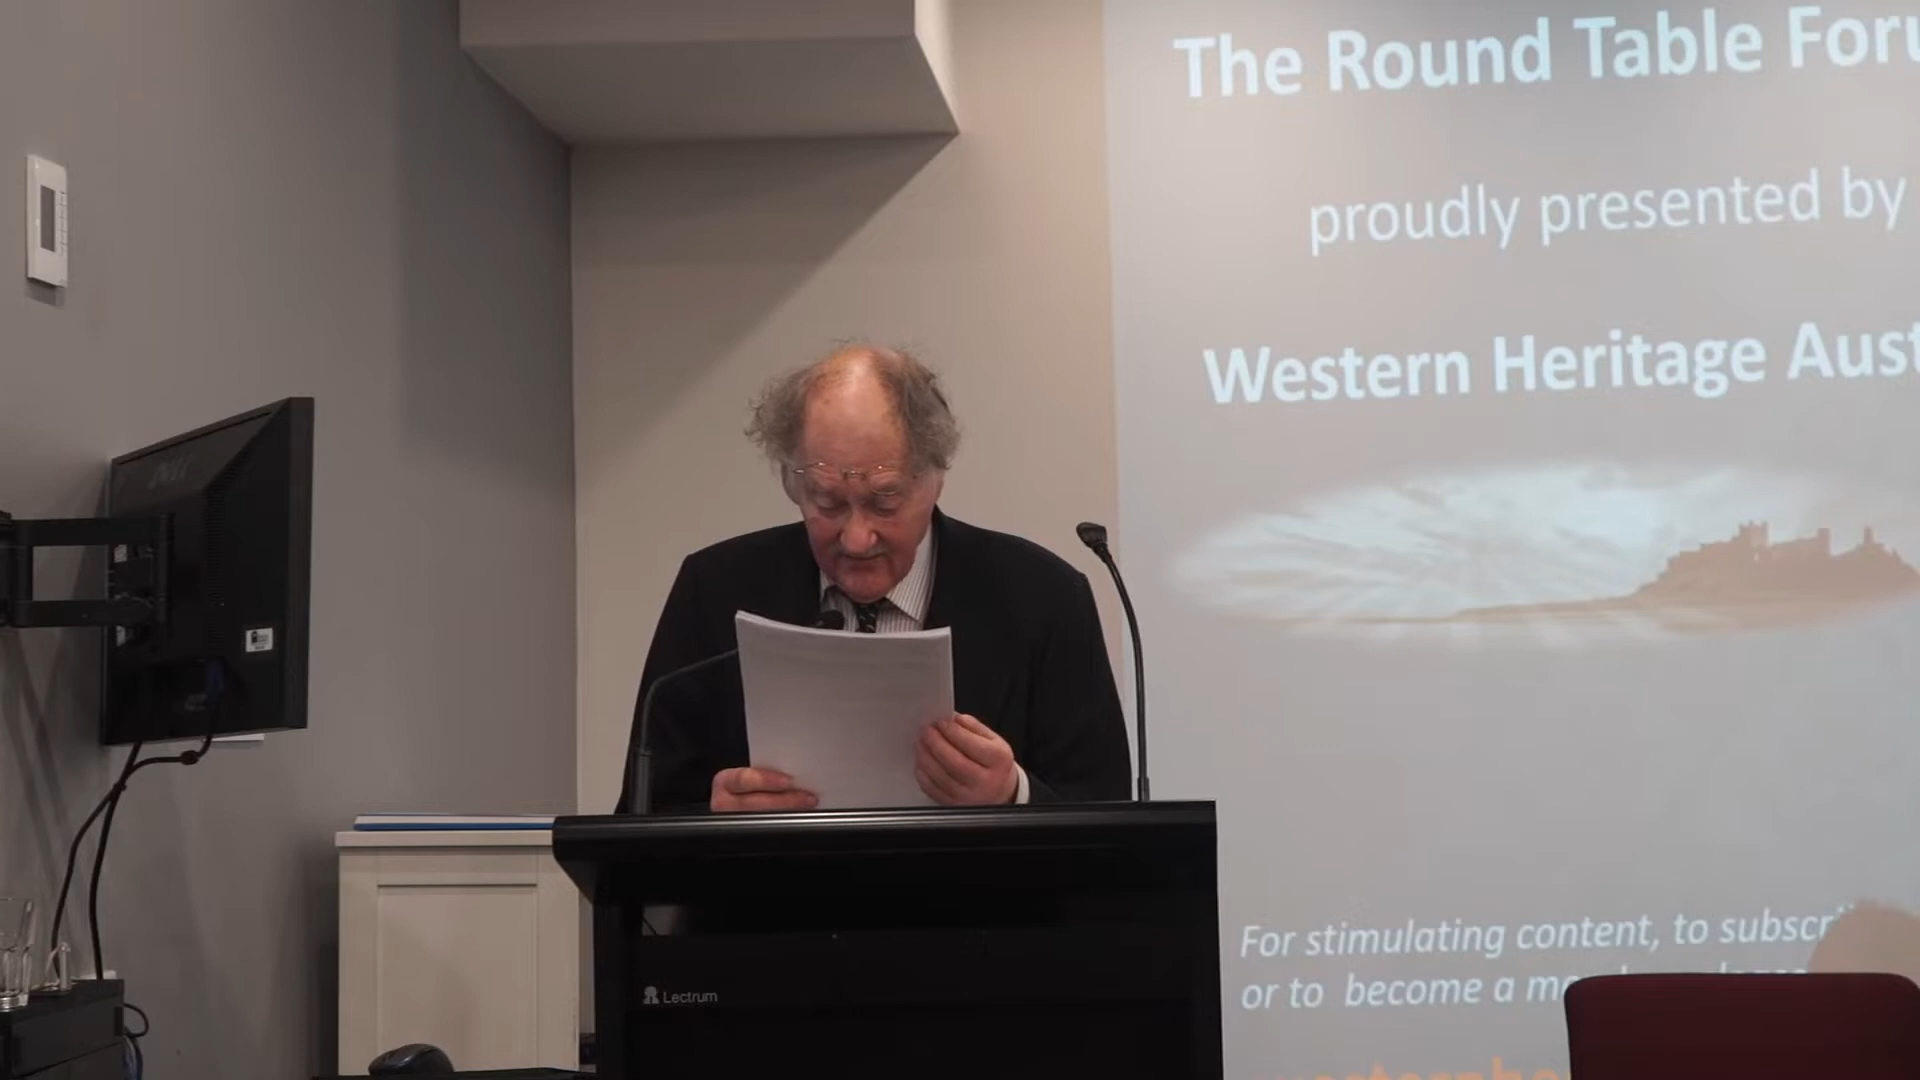 The Round Table Foru
proudly presented by
Western Heritage Aust
For stimulating content, to subscri
or to become a me
Lectrum
DELL